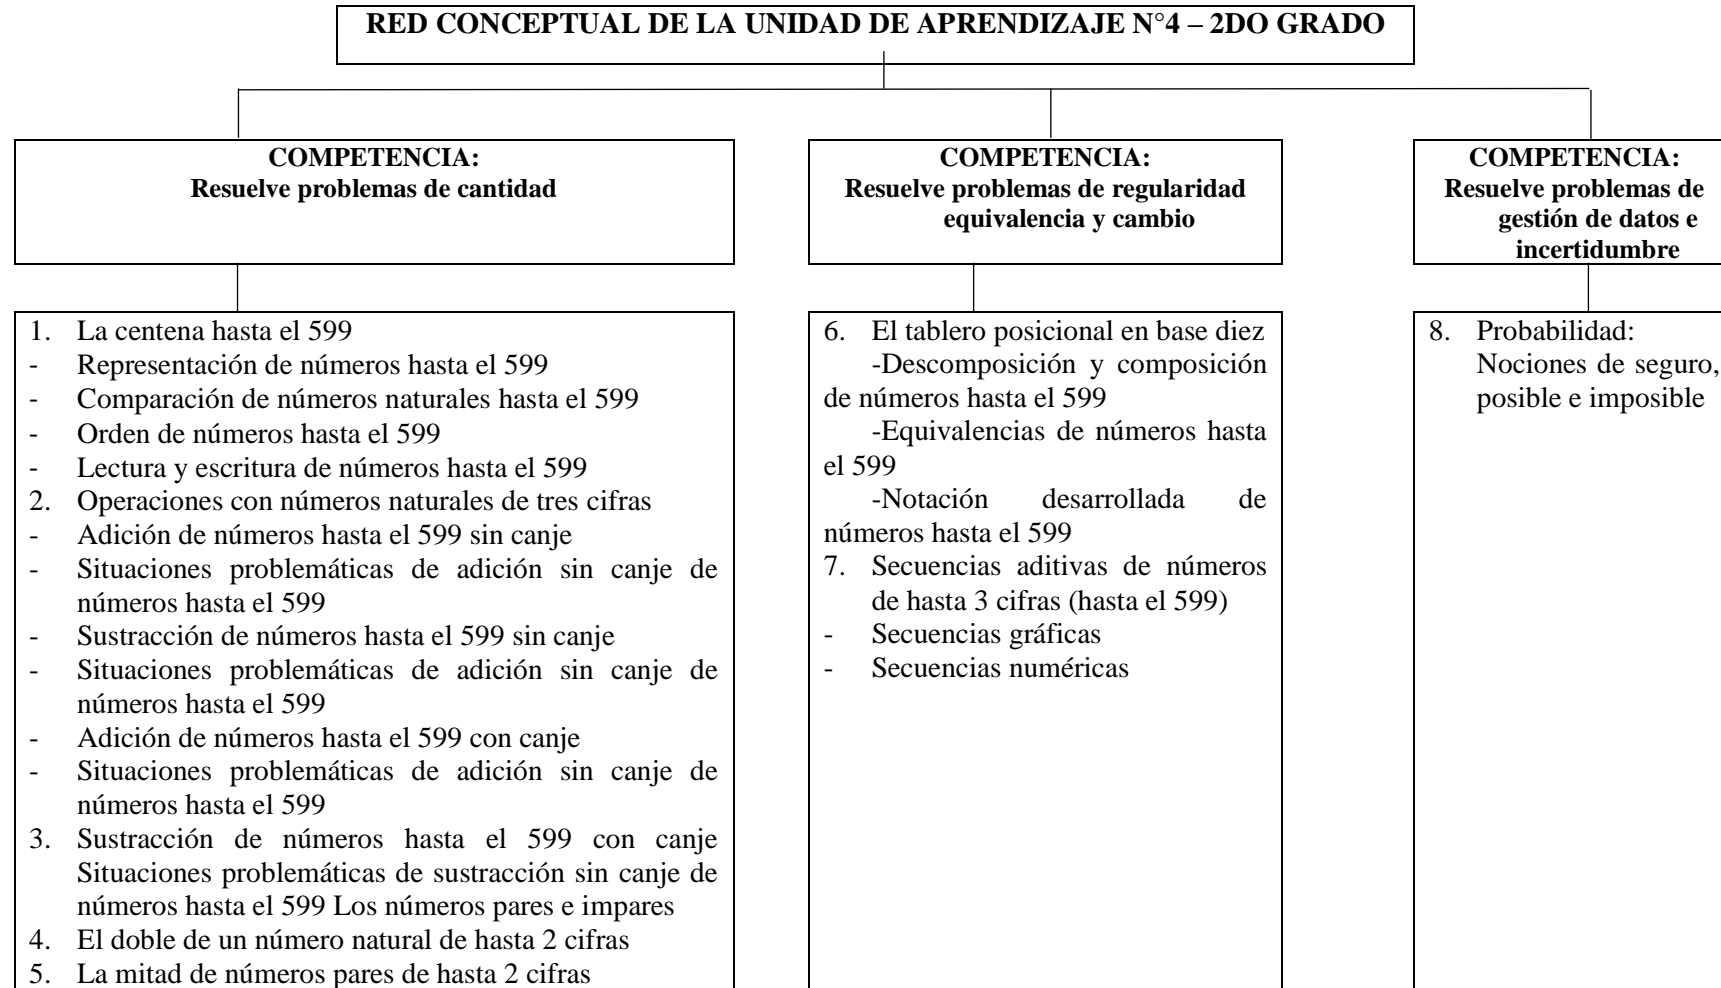 RED CONCEPTUAL DE LA UNIDAD DE APRENDIZAJE N°4 – 2DO GRADO
COMPETENCIA:
Resuelve problemas de cantidad
COMPETENCIA:
Resuelve problemas de regularidad
equivalencia y cambio
COMPETENCIA:
Resuelve problemas de
gestión de datos e
incertidumbre
1. La centena hasta el 599
- Representación de números hasta el 599
- Comparación de números naturales hasta el 599
- Orden de números hasta el 599
- Lectura y escritura de números hasta el 599
2. Operaciones con números naturales de tres cifras
- Adición de números hasta el 599 sin canje
- Situaciones problemáticas de adición sin canje de
números hasta el 599
- Sustracción de números hasta el 599 sin canje
- Situaciones problemáticas de adición sin canje de
números hasta el 599
- Adición de números hasta el 599 con canje
- Situaciones problemáticas de adición sin canje de
números hasta el 599
3. Sustracción de números hasta el 599 con canje
Situaciones problemáticas de sustracción sin canje de
números hasta el 599 Los números pares e impares
4. El doble de un número natural de hasta 2 cifras
5. La mitad de números pares de hasta 2 cifras
6. El tablero posicional en base diez
-Descomposición y composición
de números hasta el 599
-Equivalencias de números hasta
el 599
-Notación desarrollada de
números hasta el 599
7. Secuencias aditivas de números
de hasta 3 cifras (hasta el 599)
- Secuencias gráficas
- Secuencias numéricas
8. Probabilidad:
Nociones de seguro,
posible e imposible